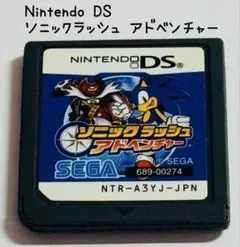 Nintendo DS
ソニックラッシュ アドベンチャー
NINTENDO DS
ソニックラッシュ
アドベンチャー
SEGA
SEGA
689-00274
NTR-A3YJ-JPN